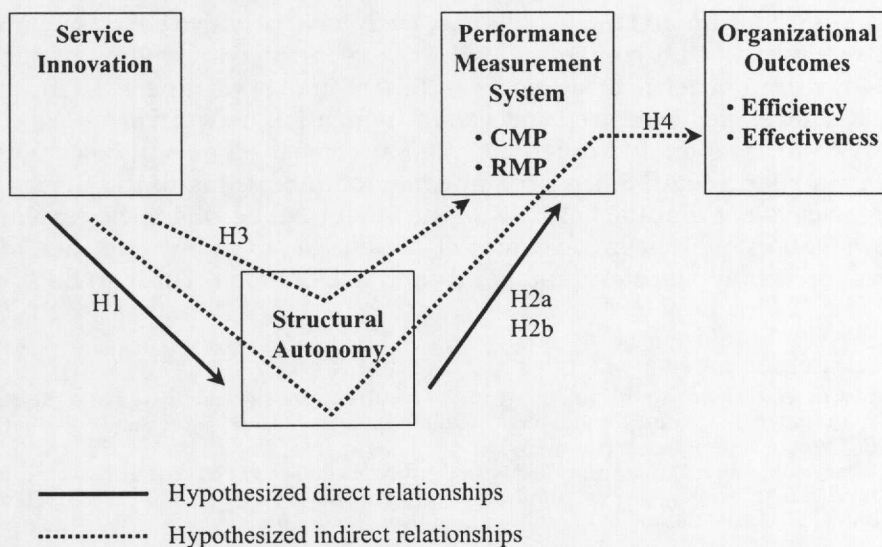 Service
Innovation
Performance
Measurement
System
• CMP
• RMP
Organizational
Outcomes
• Efficiency
• Effectiveness
H4
H3
H1
Structural
Autonomy
H2a
H2b
Hypothesized direct relationships
Hypothesized indirect relationships